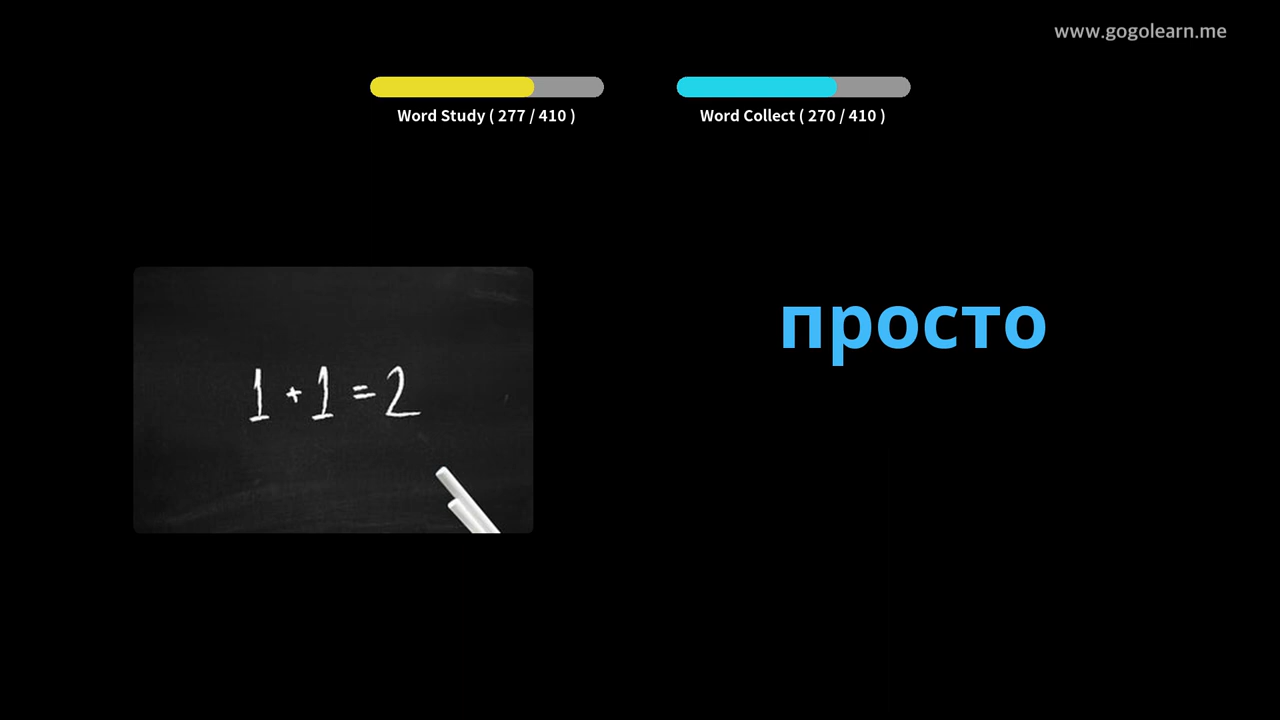 www.gogolearn.me
Word Study ( 277 / 410 )
Word Collect ( 270 / 410 )
просто
1 + 1 = 2